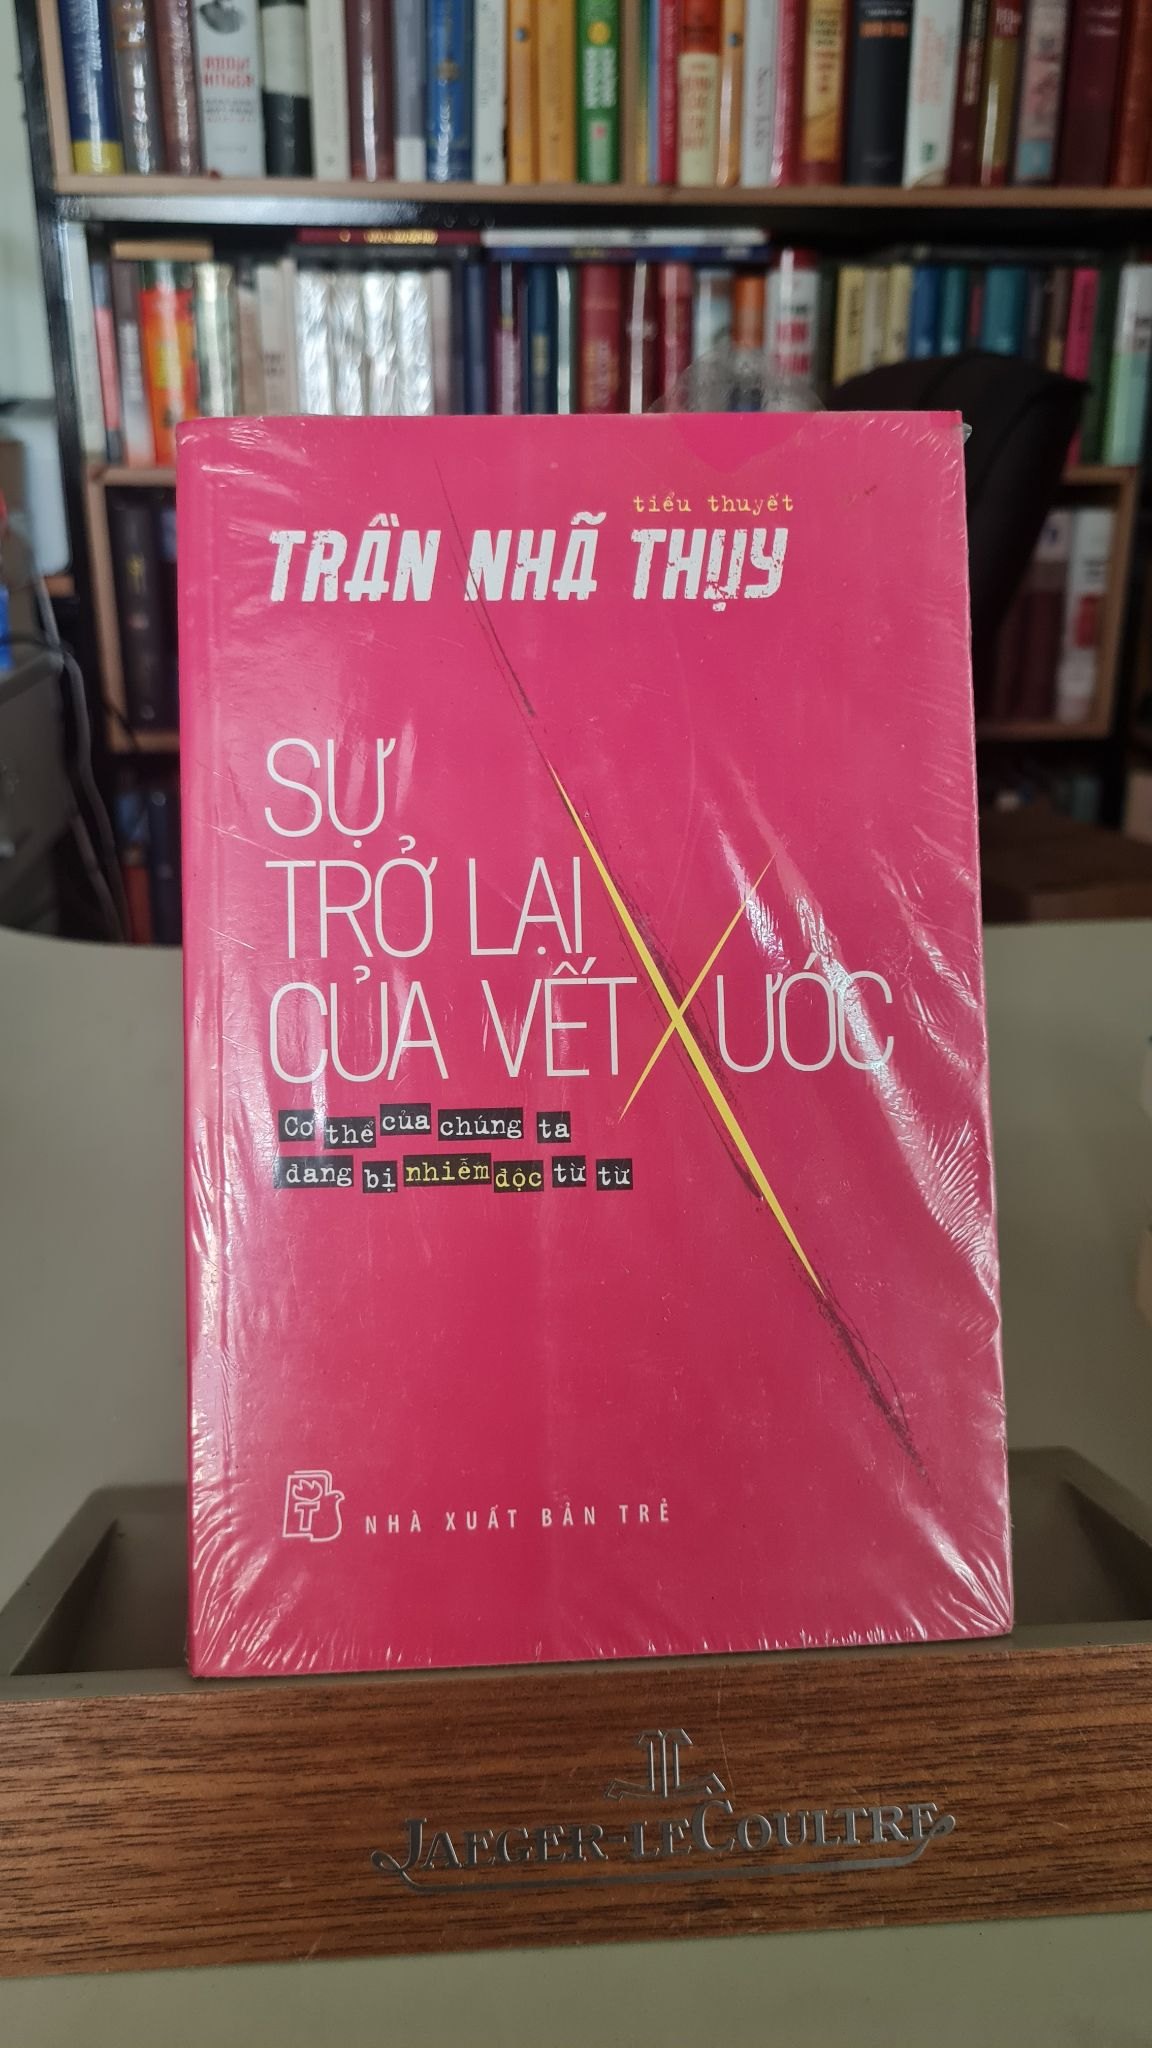 tiểu thuyết
TRẦN NHÃ THỤY
SỰ
TRỞ LẠI
CỦA VẾT XƯỚC
Cơ thể của chúng ta
đang bị nhiễm độc từ từ
NHÀ XUẤT BẢN TRẺ
JAEGER-LECOULTRE